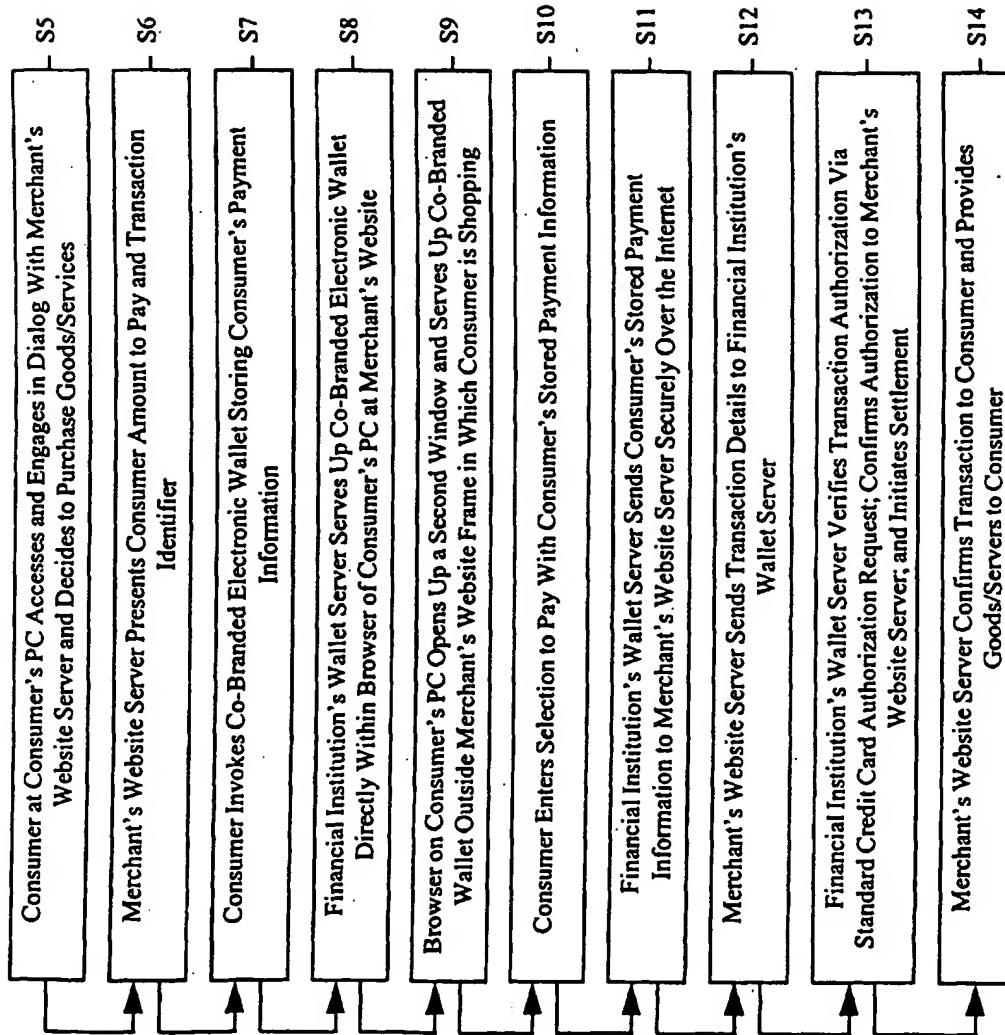 Consumer at Consumer's PC Accesses and Engages in Dialog With Merchant's
Website Server and Decides to Purchase Goods/Services
S5
Merchant's Website Server Presents Consumer Amount to Pay and Transaction
Identifier
S6
Consumer Invokes Co-Branded Electronic Wallet Storing Consumer's Payment
Information
S7
Financial Institution's Wallet Server Serves Up Co-Branded Electronic Wallet
Directly Within Browser of Consumer's PC at Merchant's Website
S8
Browser on Consumer's PC Opens Up a Second Window and Serves Up Co-Branded
Wallet Outside Merchant's Website Frame in Which Consumer is Shopping
S9
Consumer Enters Selection to Pay With Consumer's Stored Payment Information
S10
Financial Institution's Wallet Server Sends Consumer's Stored Payment
Information to Merchant's Website Server Securely Over the Internet
S11
Merchant's Website Server Sends Transaction Details to Financial Institution's
Wallet Server
S12
Financial Institution's Wallet Server Verifies Transaction Authorization Via
Standard Credit Card Authorization Request; Confirms Authorization to Merchant's
Website Server; and Initiates Settlement
S13
Merchant's Website Server Confirms Transaction to Consumer and Provides
Goods/Servers to Consumer
S14